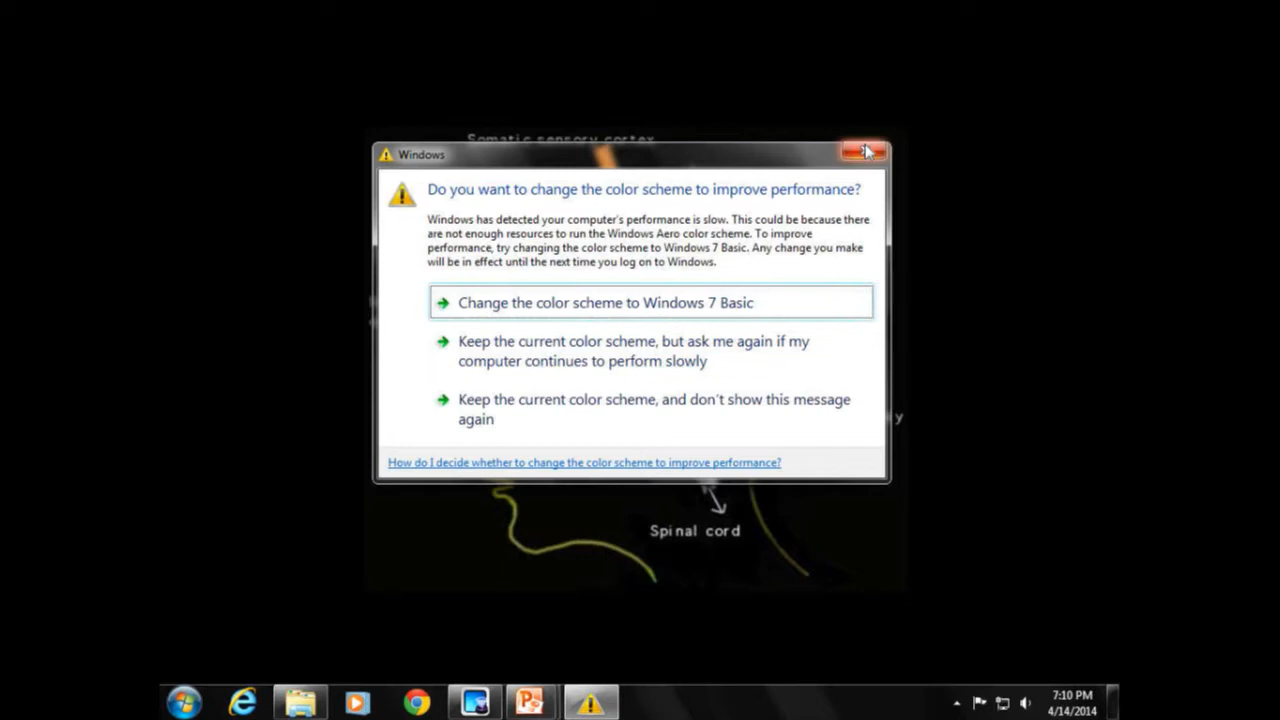 Somatic sensory cortex
Windows
Do you want to change the color scheme to improve performance?
Windows has detected your computer's performance is slow. This could be because there
are not enough resources to run the Windows Aero color scheme. To improve
performance, try changing the color scheme to Windows 7 Basic. Any change you make
will be in effect until the next time you log on to Windows.
Change the color scheme to Windows 7 Basic
Keep the current color scheme, but ask me again if my
computer continues to perform slowly
Keep the current color scheme, and don't show this message
again
y
How do I decide whether to change the color scheme to improve performance?
Spinal cord
7:10 PM
4/14/2014